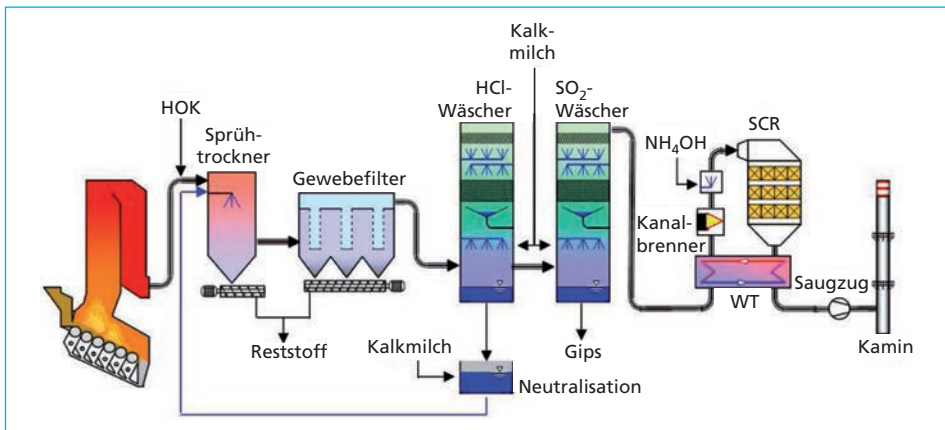 Kalk-
milch
HCl-
Wäscher
SO₂-
Wäscher
HOK
Sprüh-
trockner
Gewebefilter
SCR
NH₄OH
Kanal-
brenner
WT
Saugzug
Kamin
Reststoff
Kalkmilch
Neutralisation
Gips